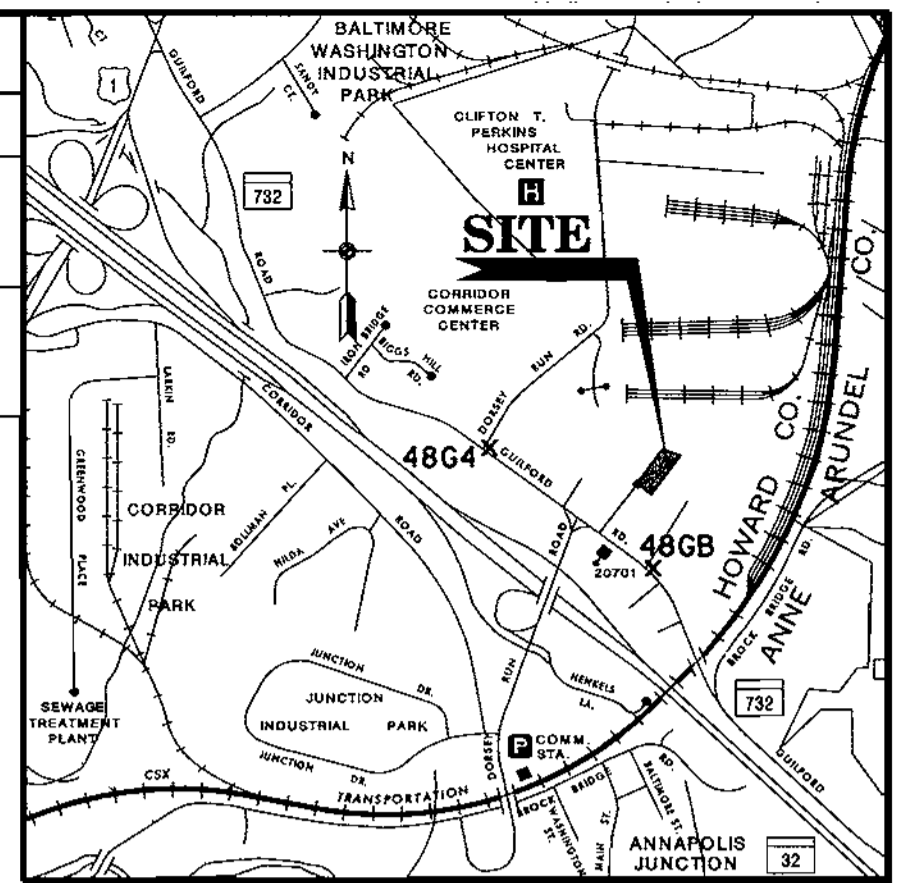 BALTIMORE
WASHINGTON
INDUSTRIAL
PARK
CT
1
GUILFORD
SANDY
CT.
CLIFTON T.
PERKINS
HOSPITAL
CENTER
H
N
732
SITE
CO.
ROAD
CORRIDOR
COMMERCE
CENTER
IRON BRIDGE
RD
BIGGS HILL
RD.
DORSEY RUN RD.
LARKIN RD.
CORRIDOR
ROAD
48G4
GUILFORD
RD.
HOWARD CO.
ARUNDEL
ANNE
GREENWOOD PLACE
CORRIDOR
INDUSTRIAL
PARK
BOLLMAN PL.
HILDA AVE
ROAD
RUN
DORSEY
20701
48GB
BROCK BRIDGE RD.
JUNCTION DR.
JUNCTION
INDUSTRIAL PARK
JUNCTION DR.
HENKELS
LA.
732
SEWAGE
TREATMENT
PLANT
P
COMM.
STA.
GUILFORD
CSX TRANSPORTATION
BROCK BRIDGE RD.
WASHINGTON ST.
MAIN ST.
BALTIMORE ST.
ANNAPOLIS
JUNCTION
32